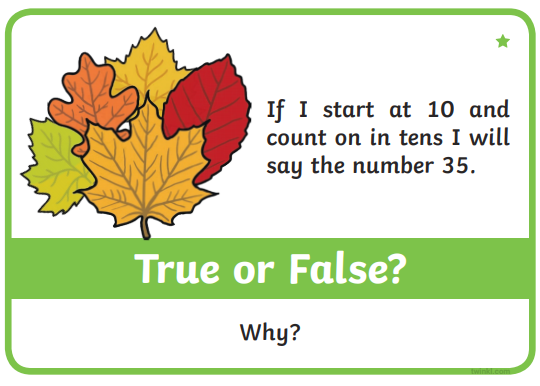 If I start at 10 and
count on in tens I will
say the number 35.
True or False?
Why?
twinkl.com